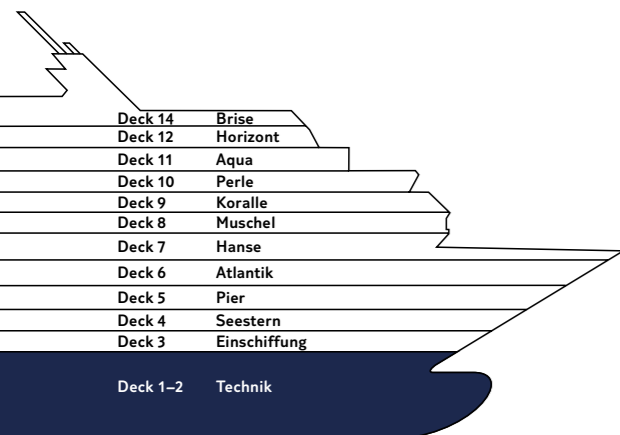 Deck 14 Brise
Deck 12 Horizont
Deck 11 Aqua
Deck 10 Perle
Deck 9 Koralle
Deck 8 Muschel
Deck 7 Hanse
Deck 6 Atlantik
Deck 5 Pier
Deck 4 Seestern
Deck 3 Einschiffung
Deck 1–2 Technik